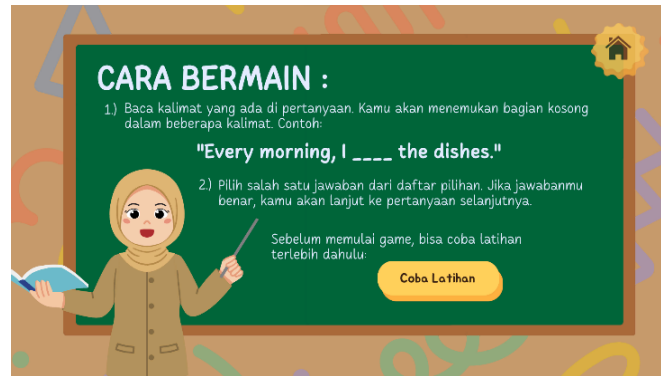 CARA BERMAIN :
1.) Baca kalimat yang ada di pertanyaan. Kamu akan menemukan bagian kosong
dalam beberapa kalimat. Contoh:
"Every morning, I ____ the dishes."
2.) Pilih salah satu jawaban dari daftar pilihan. Jika jawabanmu
benar, kamu akan lanjut ke pertanyaan selanjutnya.
Sebelum memulai game, bisa coba latihan
terlebih dahulu:
Coba Latihan